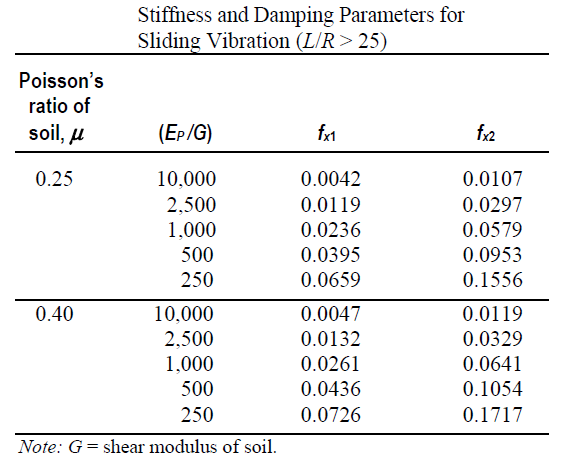 Stiffness and Damping Parameters for
Sliding Vibration (L/R > 25)
Poisson's
ratio of
soil, μ (EP/G) fx1 fx2
0.25 10,000 0.0042 0.0107
2,500 0.0119 0.0297
1,000 0.0236 0.0579
500 0.0395 0.0953
250 0.0659 0.1556
0.40 10,000 0.0047 0.0119
2,500 0.0132 0.0329
1,000 0.0261 0.0641
500 0.0436 0.1054
250 0.0726 0.1717
Note: G = shear modulus of soil.